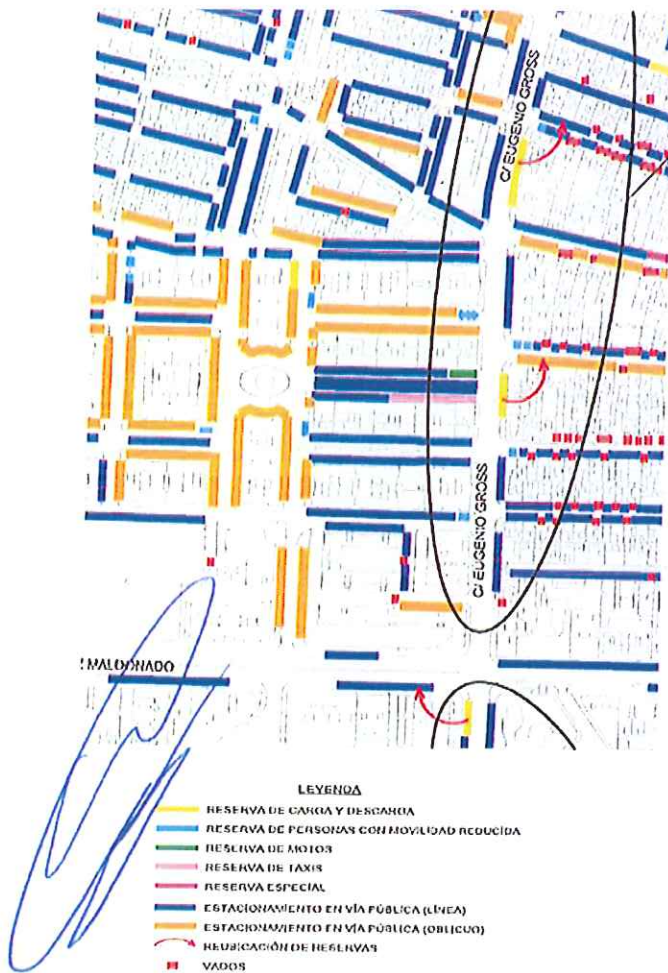 C/ EUGENIO GROSS
C/ EUGENIO GROSS
MALDONADO
LEYENDA
RESERVA DE CARGA Y DESCARGA
RESERVA DE PERSONAS CON MOVILIDAD REDUCÍDA
RESERVA DE MOTOS
RESERVA DE TAXIS
RESERVA ESPECIAL
ESTACIONAMIENTO EN VÍA PÚBLICA (LÍNEA)
ESTACIONAMIENTO EN VÍA PÚBLICA (OBLICUO)
REUBICACIÓN DE RESERVAS
VADOS